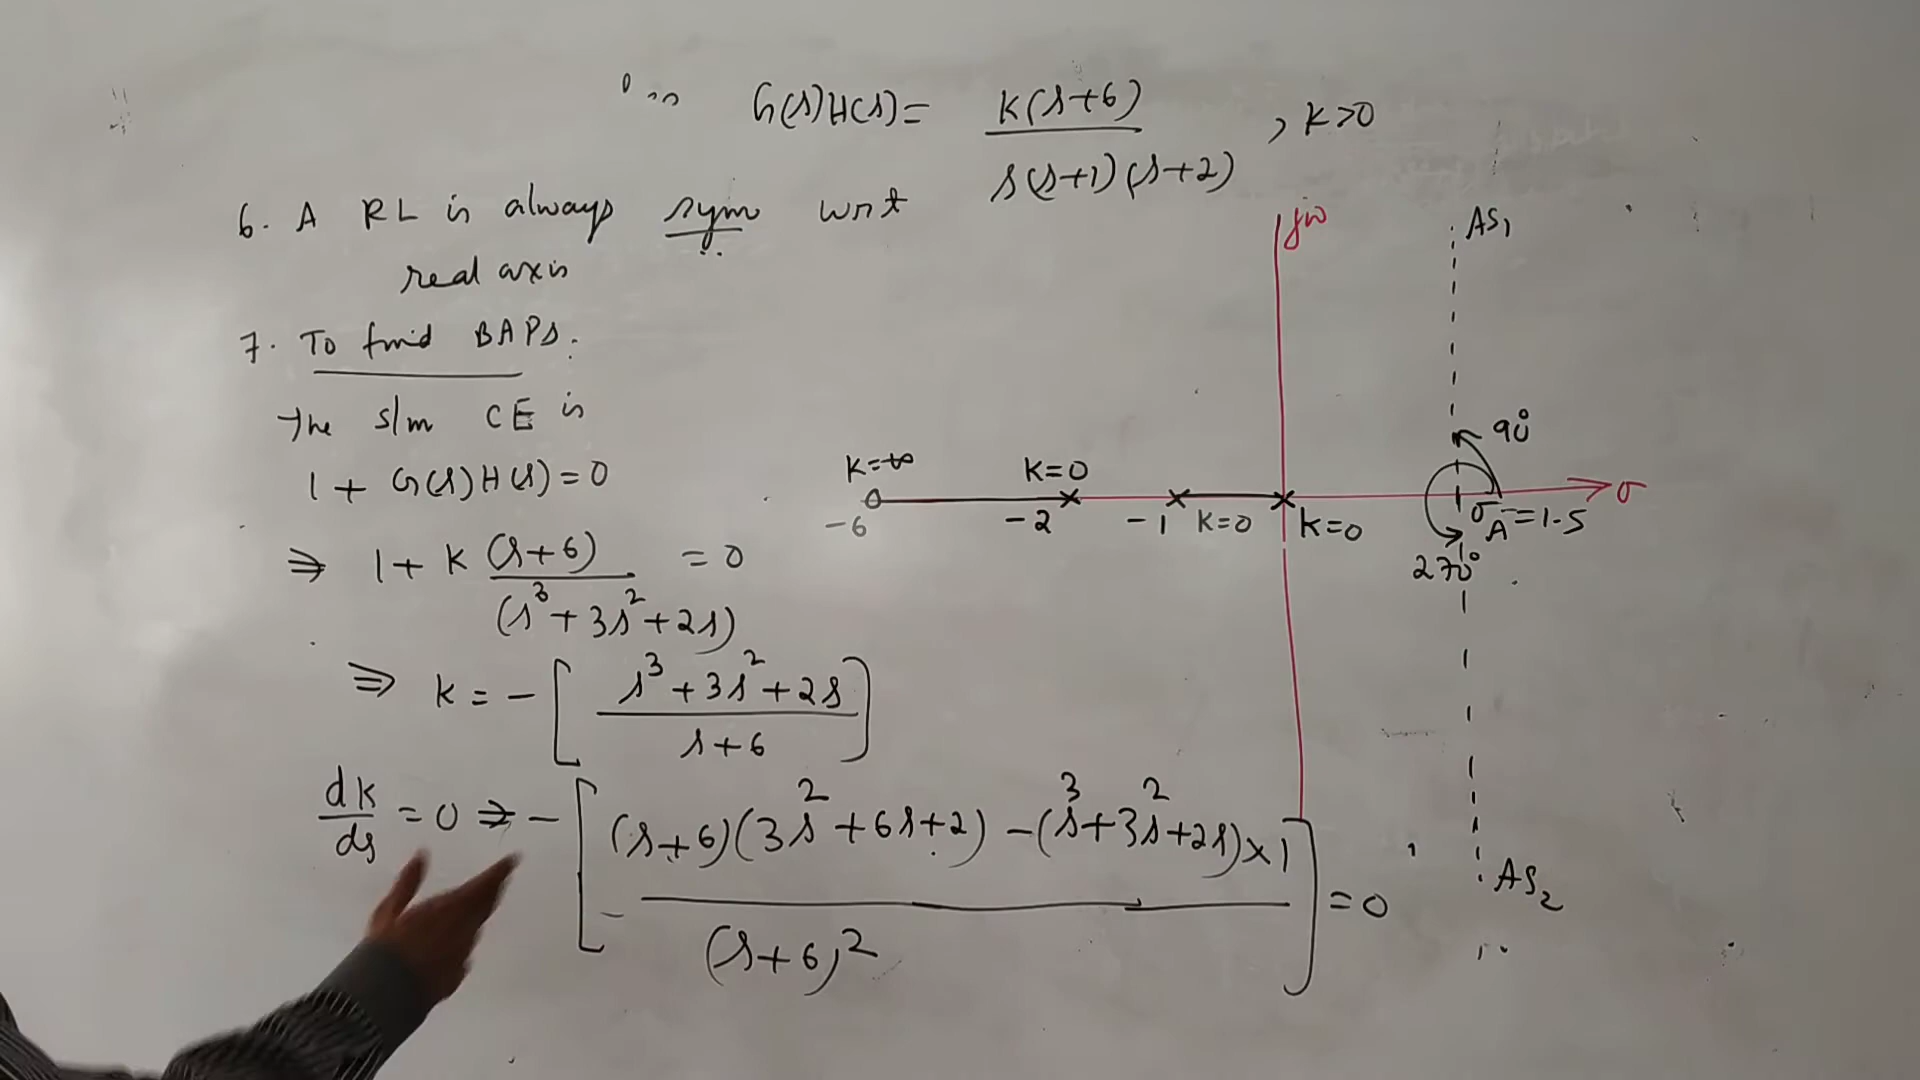 G(s)H(s) = K(s+6) / s(s+1)(s+2) , K>0
6. A RL is always sym wrt
real axis
7. To find BAPs.
The s/m CE is
1 + G(s)H(s) = 0
⇒ 1 + K (s+6) / (s³+3s²+2s) = 0
⇒ K = - [ s³+3s²+2s / s+6 ]
dK/ds = 0 ⇒ - [ (s+6)(3s²+6s+2) - (s³+3s²+2s)×1 / (s+6)² ] = 0
jω
AS₁
90°
K=∞
K=0
σ
-6
-2
-1
K=0
K=0
σ_A = 1.5
270°
AS₂